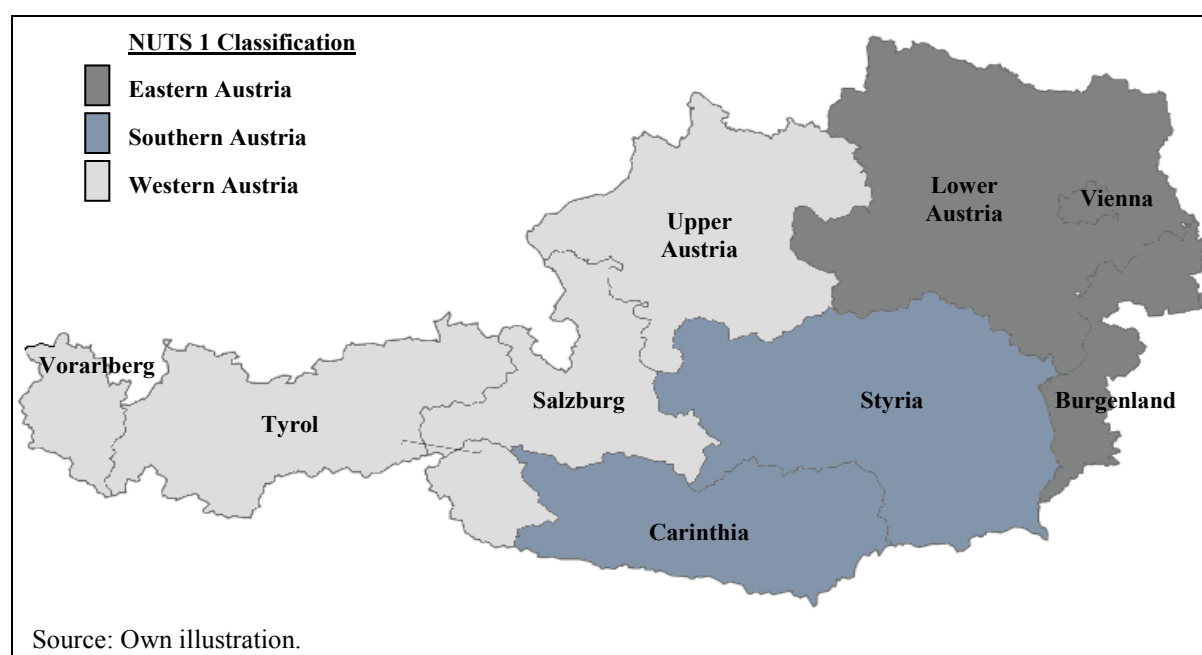 NUTS 1 Classification
Eastern Austria
Southern Austria
Western Austria
Lower
Austria
Vienna
Upper
Austria
Vorarlberg
Tyrol
Salzburg
Styria
Burgenland
Carinthia
Source: Own illustration.